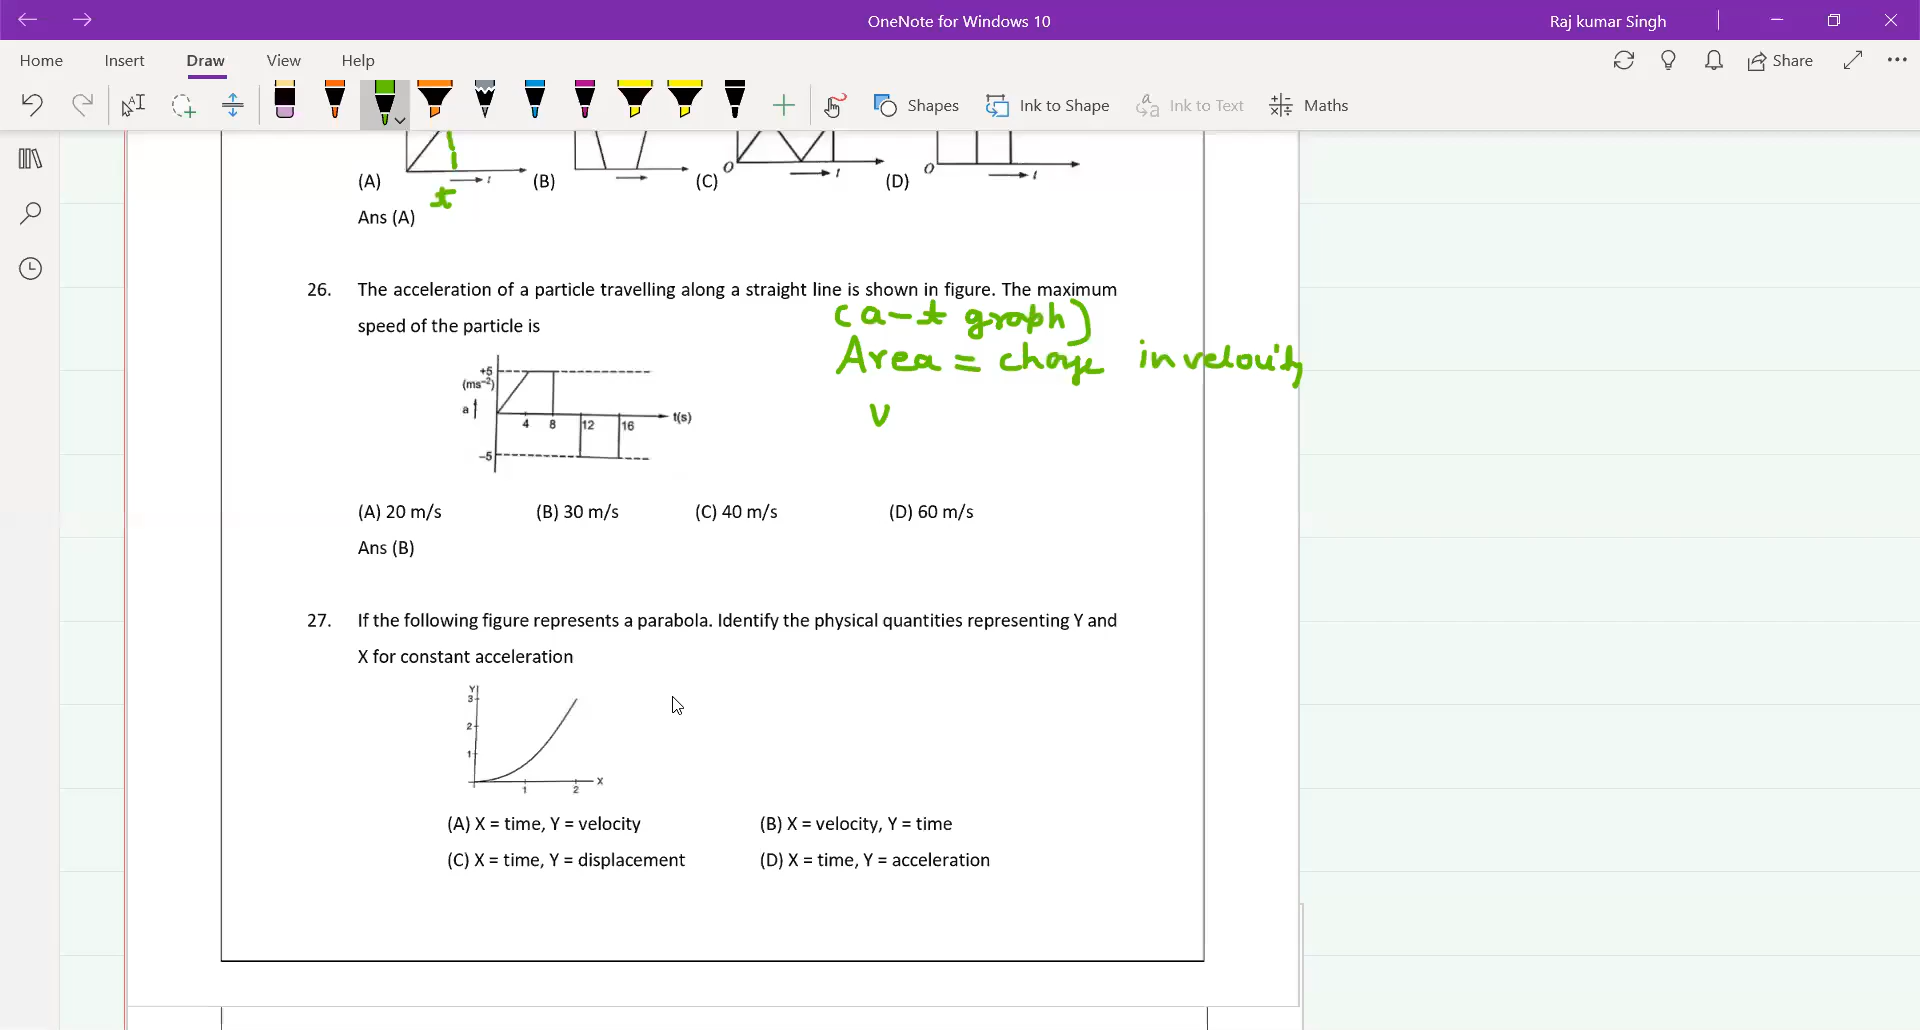 OneNote for Windows 10
Raj kumar Singh
Home Insert Draw View Help
Share
Shapes Ink to Shape Ink to Text Maths
(A) t (B) (C) O t (D) O t
t
Ans (A)
26. The acceleration of a particle travelling along a straight line is shown in figure. The maximum
speed of the particle is
(a-t graph)
Area = change in velocity
V
+5
(ms⁻²)
a
4 8 12 16 t(s)
-5
(A) 20 m/s (B) 30 m/s (C) 40 m/s (D) 60 m/s
Ans (B)
27. If the following figure represents a parabola. Identify the physical quantities representing Y and
X for constant acceleration
Y
3
2
1
X
1 2
(A) X = time, Y = velocity (B) X = velocity, Y = time
(C) X = time, Y = displacement (D) X = time, Y = acceleration